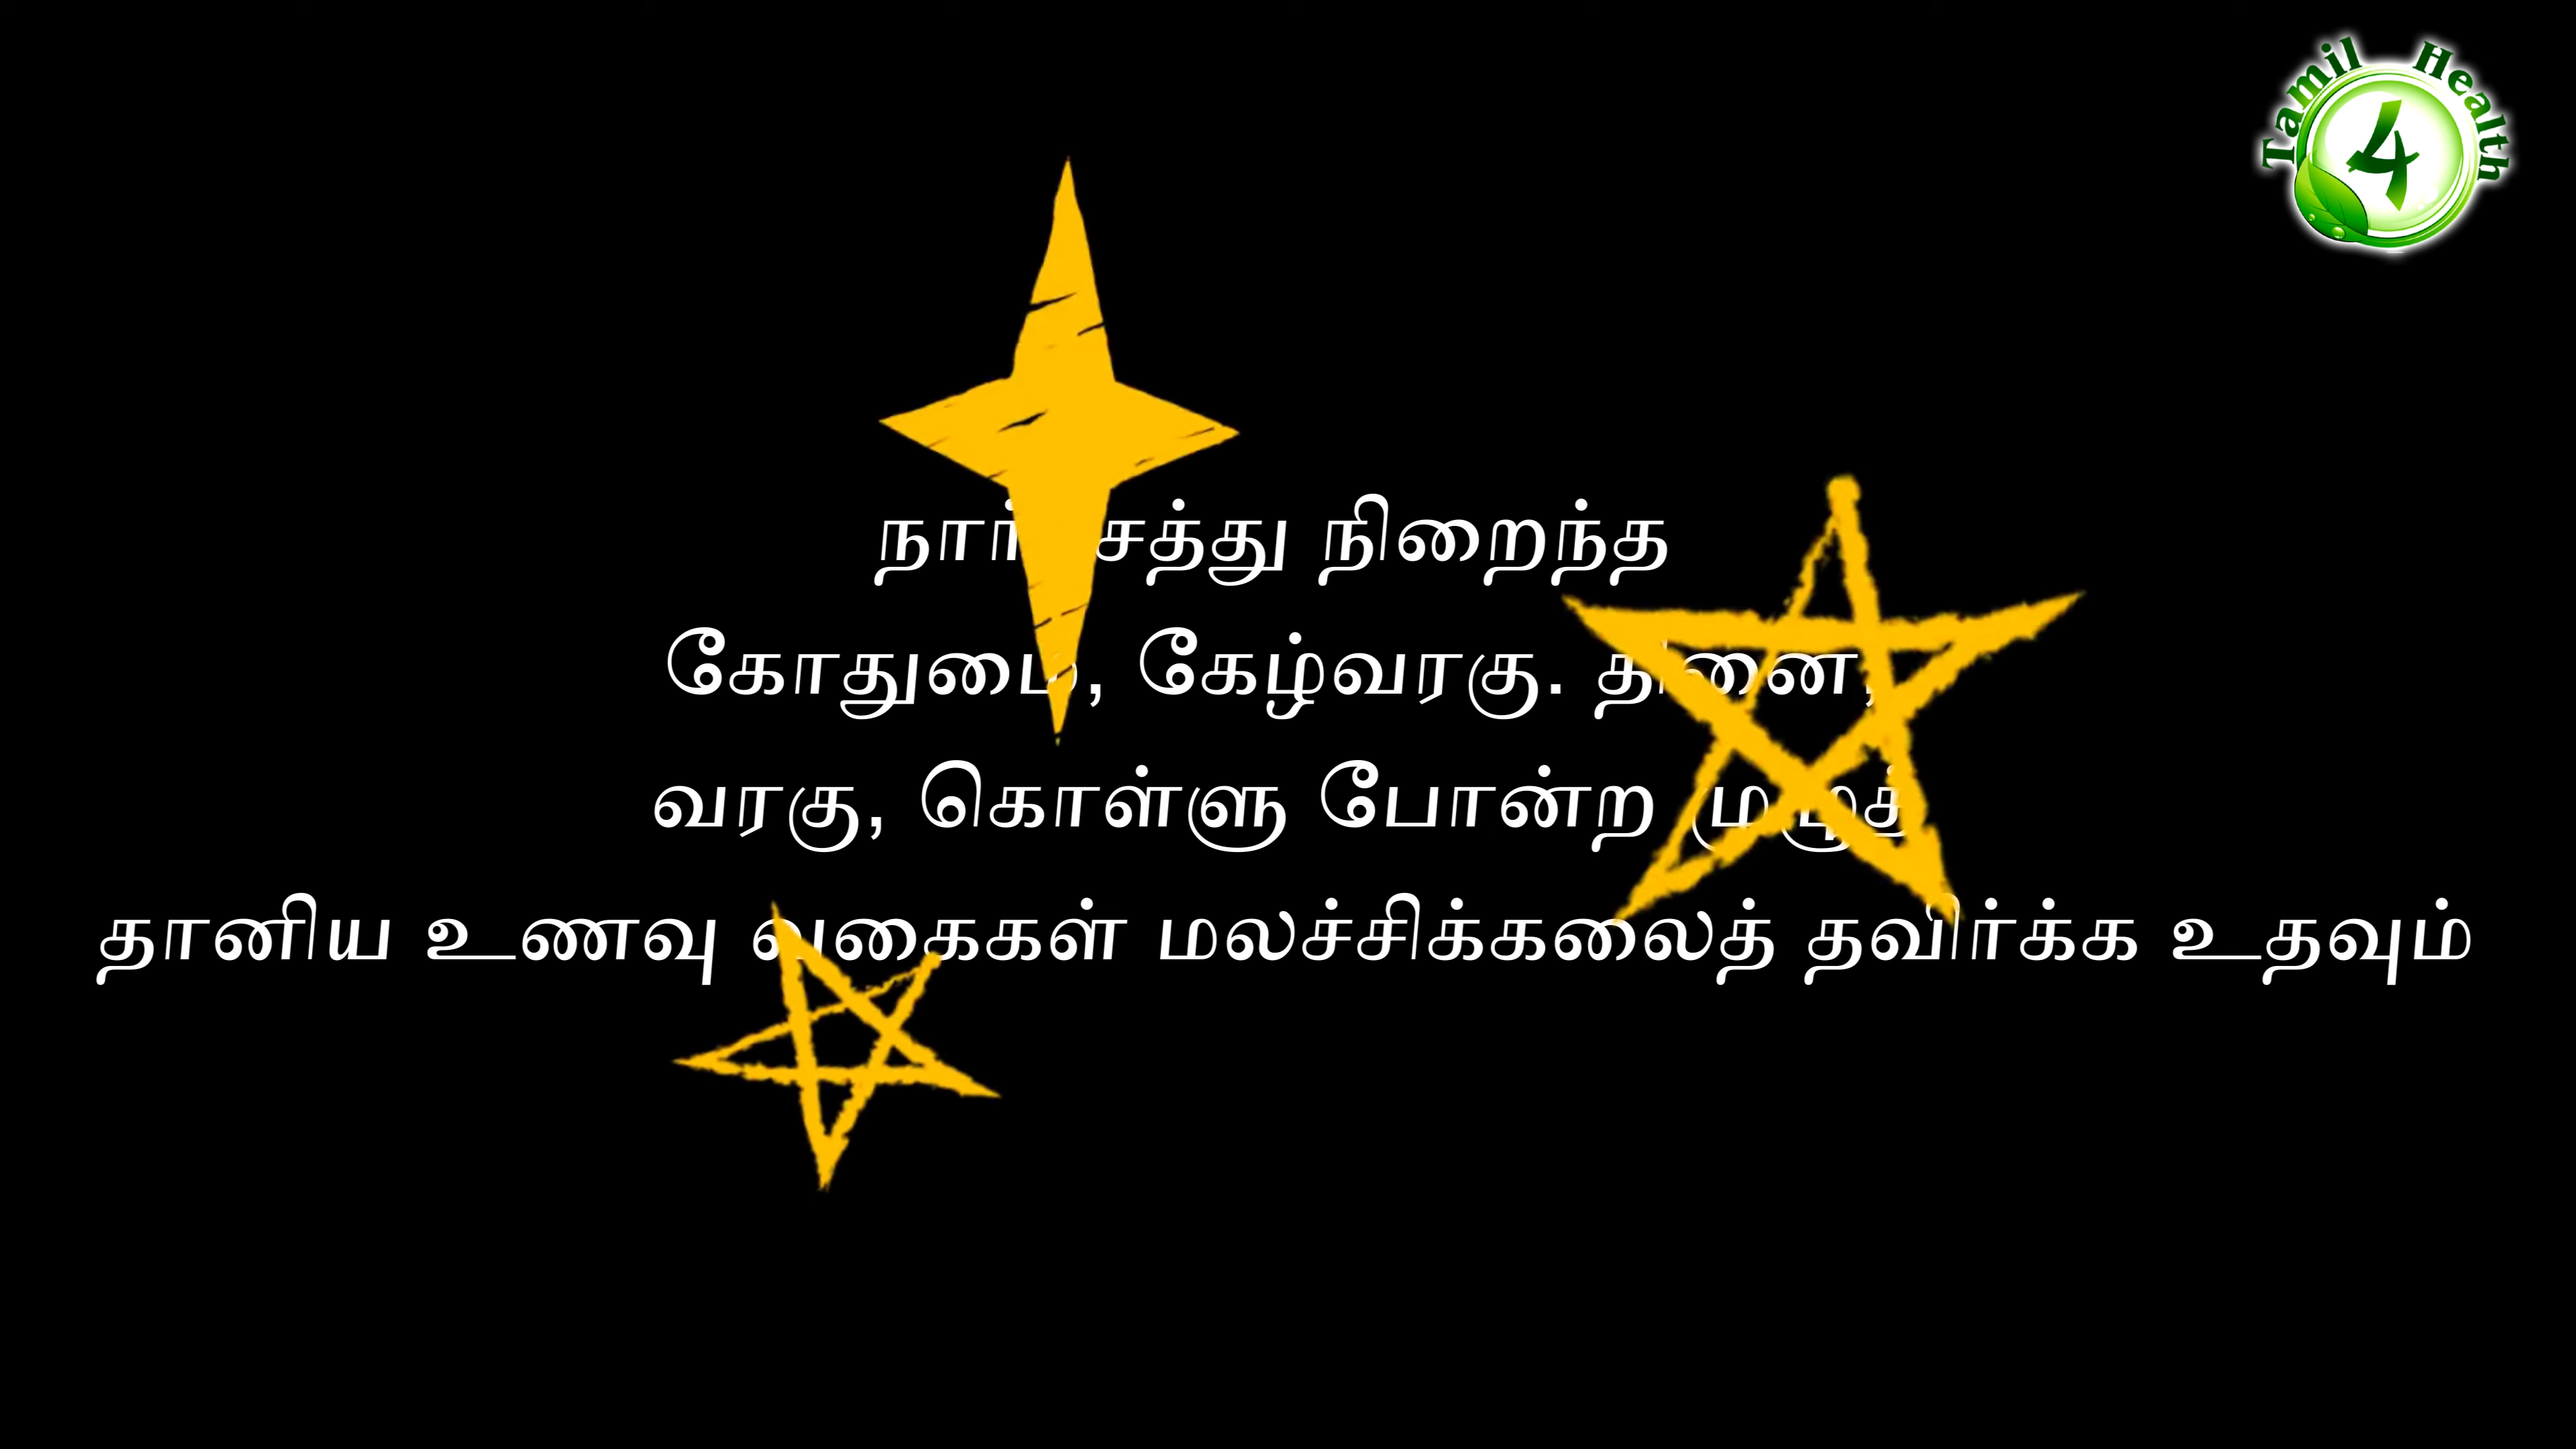 Tamil Health
4
நார்ச்சத்து நிறைந்த
கோதுமை, கேழ்வரகு. தினை,
வரகு, கொள்ளு போன்ற முழுத்
தானிய உணவு வகைகள் மலச்சிக்கலைத் தவிர்க்க உதவும்